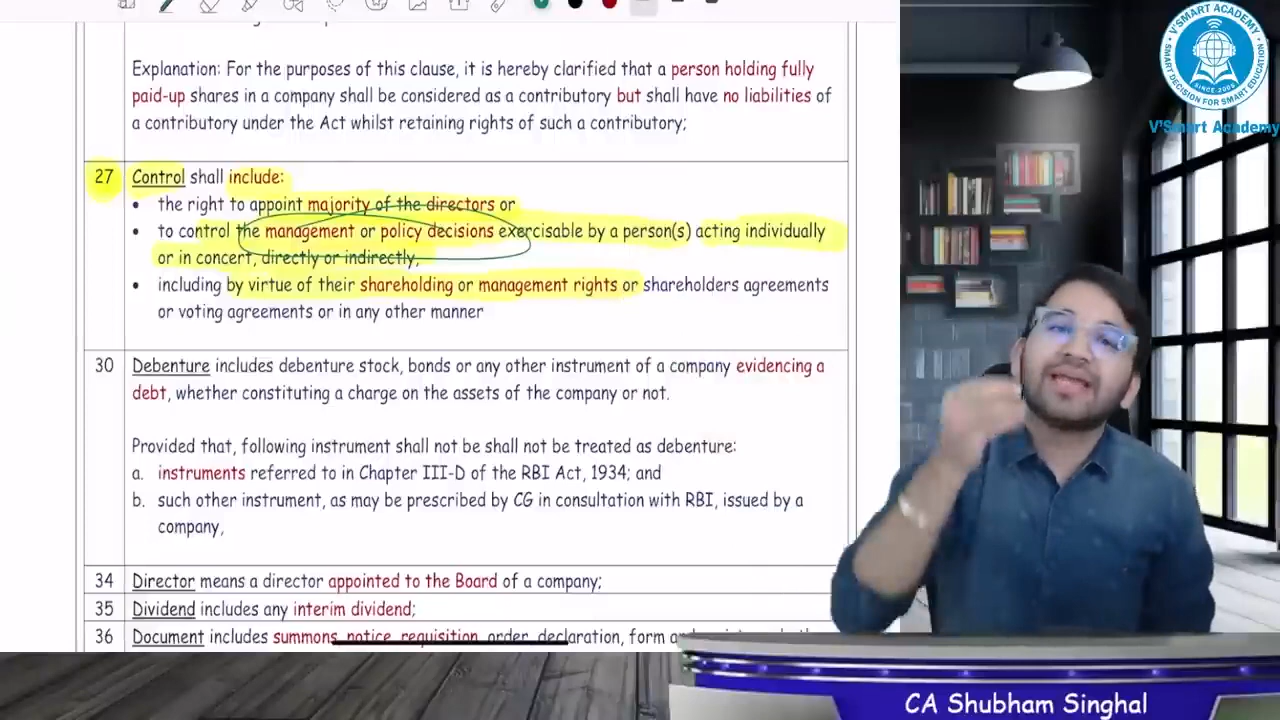 Explanation: For the purposes of this clause, it is hereby clarified that a person holding fully
paid-up shares in a company shall be considered as a contributory but shall have no liabilities of
a contributory under the Act whilst retaining rights of such a contributory;
27 Control shall include:
• the right to appoint majority of the directors or
• to control the management or policy decisions exercisable by a person(s) acting individually
or in concert, directly or indirectly,
• including by virtue of their shareholding or management rights or shareholders agreements
or voting agreements or in any other manner
30 Debenture includes debenture stock, bonds or any other instrument of a company evidencing a
debt, whether constituting a charge on the assets of the company or not.
Provided that, following instrument shall not be shall not be treated as debenture:
a. instruments referred to in Chapter III-D of the RBI Act, 1934; and
b. such other instrument, as may be prescribed by CG in consultation with RBI, issued by a
company,
34 Director means a director appointed to the Board of a company;
35 Dividend includes any interim dividend;
36 Document includes summons, notice, requisition, order, declaration, form
V'SMART ACADEMY
SINCE-2009
SMART DECISION FOR SMART EDUCATION
V'Smart Academy
CA Shubham Singhal